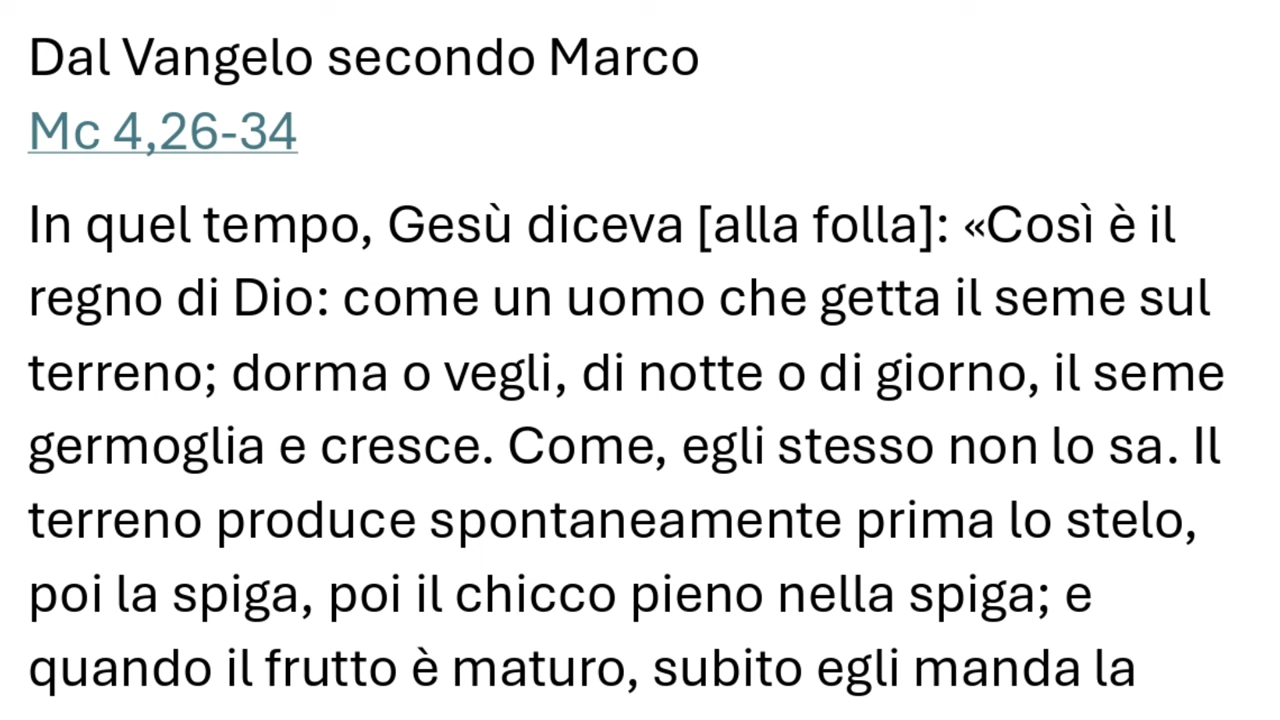 Dal Vangelo secondo Marco
Mc 4,26-34
In quel tempo, Gesù diceva [alla folla]: «Così è il
regno di Dio: come un uomo che getta il seme sul
terreno; dorma o vegli, di notte o di giorno, il seme
germoglia e cresce. Come, egli stesso non lo sa. Il
terreno produce spontaneamente prima lo stelo,
poi la spiga, poi il chicco pieno nella spiga; e
quando il frutto è maturo, subito egli manda la